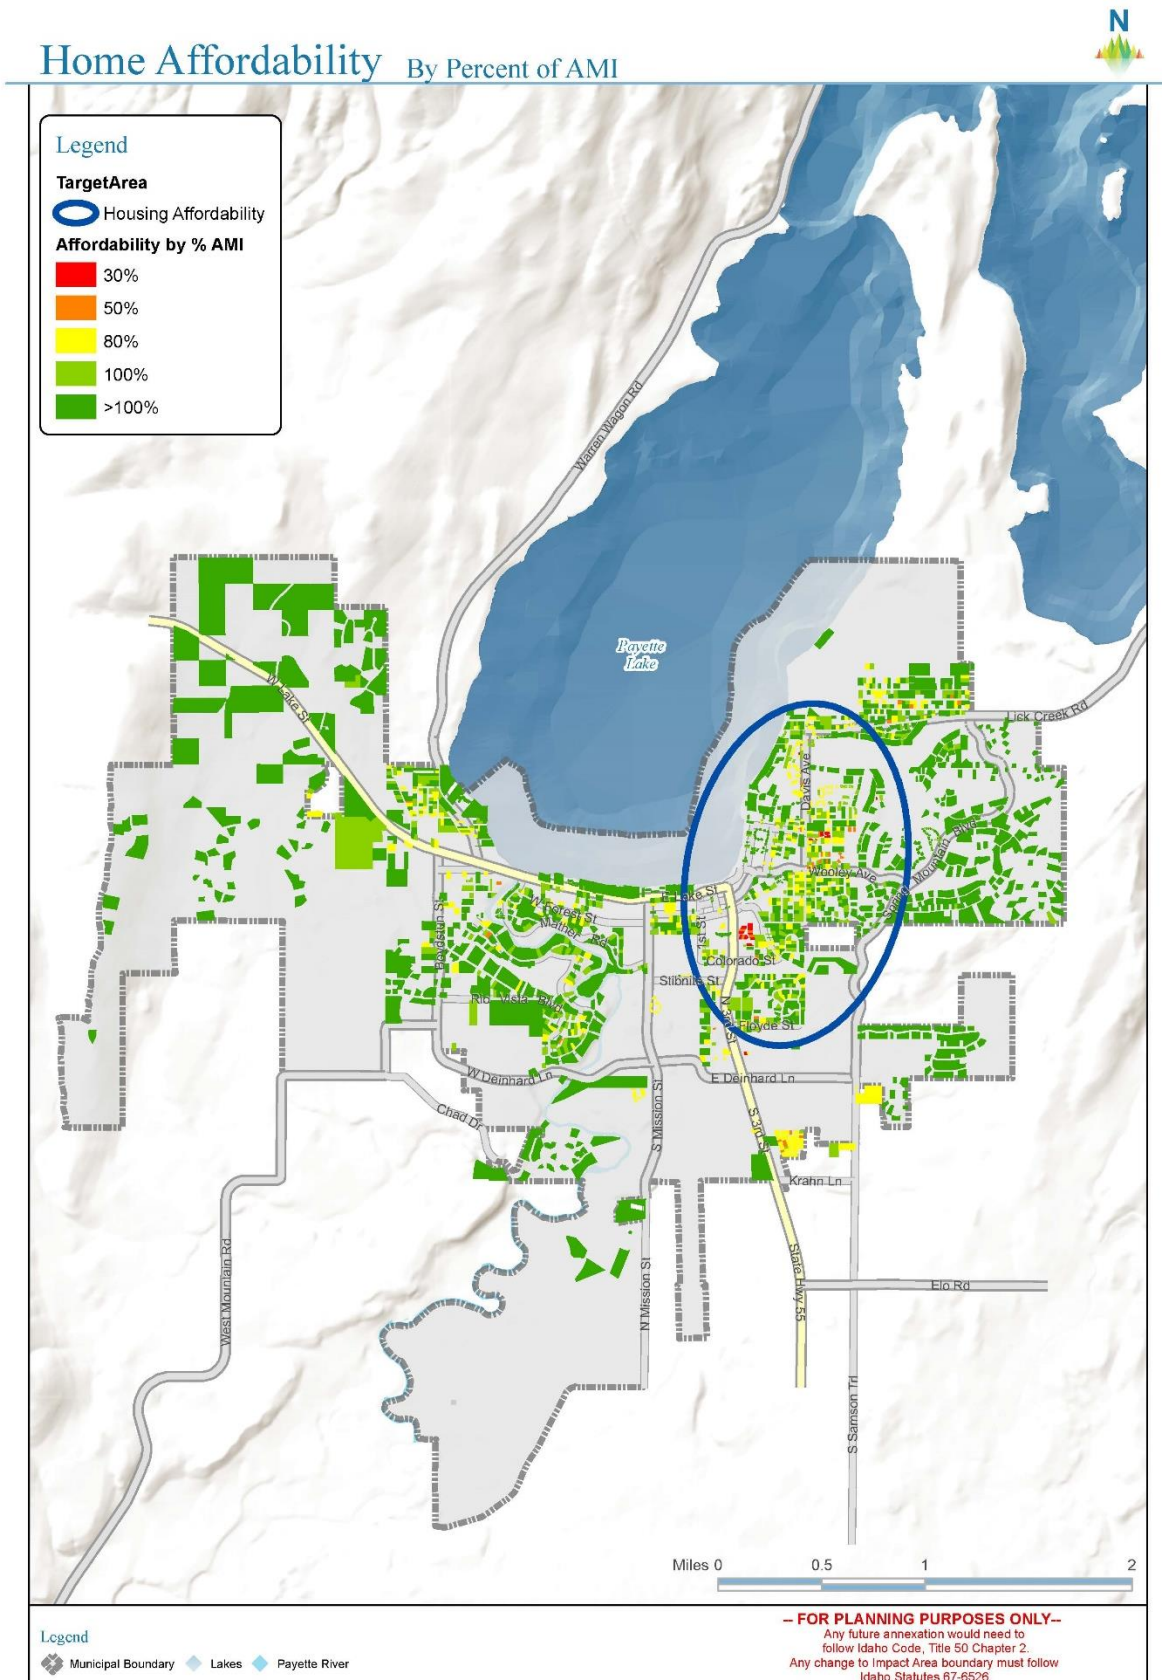 N
Home Affordability By Percent of AMI
Legend
TargetArea
Housing Affordability
Affordability by % AMI
30%
50%
80%
100%
>100%
Warren Wagon Rd
Payette
Lake
W Lake St
Lick Creek Rd
Davis Ave
Wooley Ave
Spring Mountain Blvd
E Lake St
W Forest St
Mather Rd
Boydstun St
1st St
Colorado St
Stibnite St
Rio Vista Blvd
N 3rd St
Floyde St
W Deinhard Ln
E Deinhard Ln
Chad Dr
S Mission St
S 3rd St
Krahn Ln
West Mountain Rd
N Mission St
State Hwy 55
Elo Rd
S Samson Trl
Miles 0 0.5 1 2
-- FOR PLANNING PURPOSES ONLY--
Any future annexation would need to
follow Idaho Code, Title 50 Chapter 2.
Any change to Impact Area boundary must follow
Idaho Statutes 67-6526
Legend
Municipal Boundary Lakes Payette River